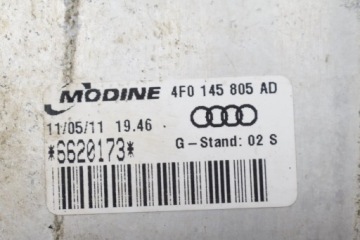 MODINE 4F0 145 805 AD
11/05/11 19.46
*6620173* G-Stand: 02 S